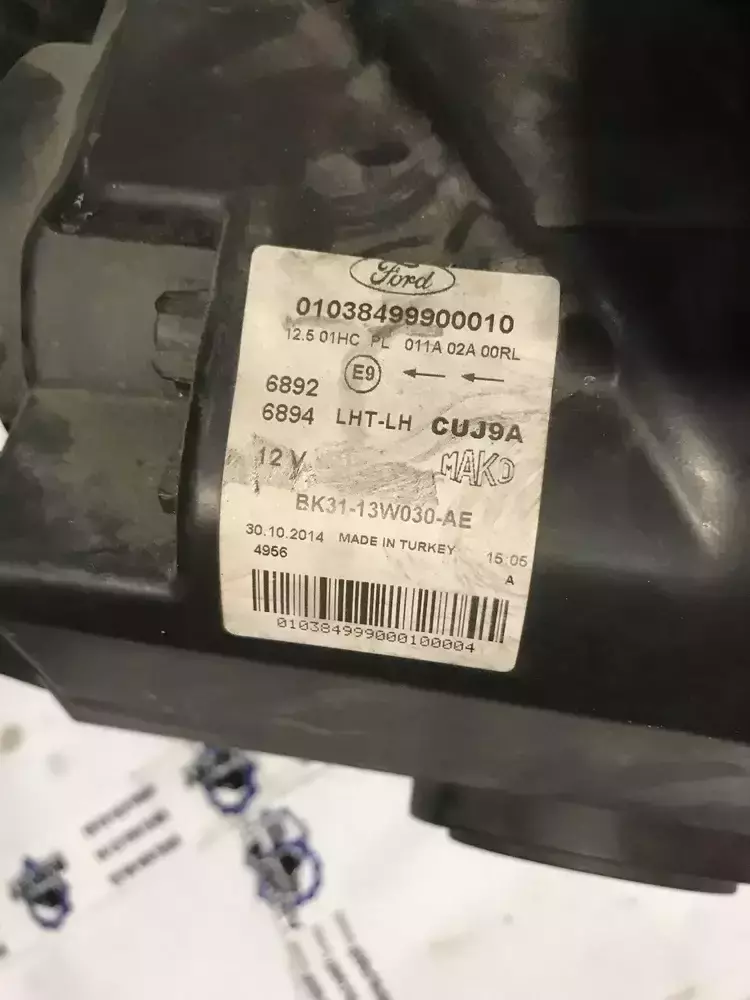 Ford
01038499900010
12.5 01HC PL 011A 02A 00RL
E9
6892
6894 LHT-LH CUJ9A
12 V MAKO
BK31-13W030-AE
30.10.2014 MADE IN TURKEY 15:05
4956 A
010384999000100004